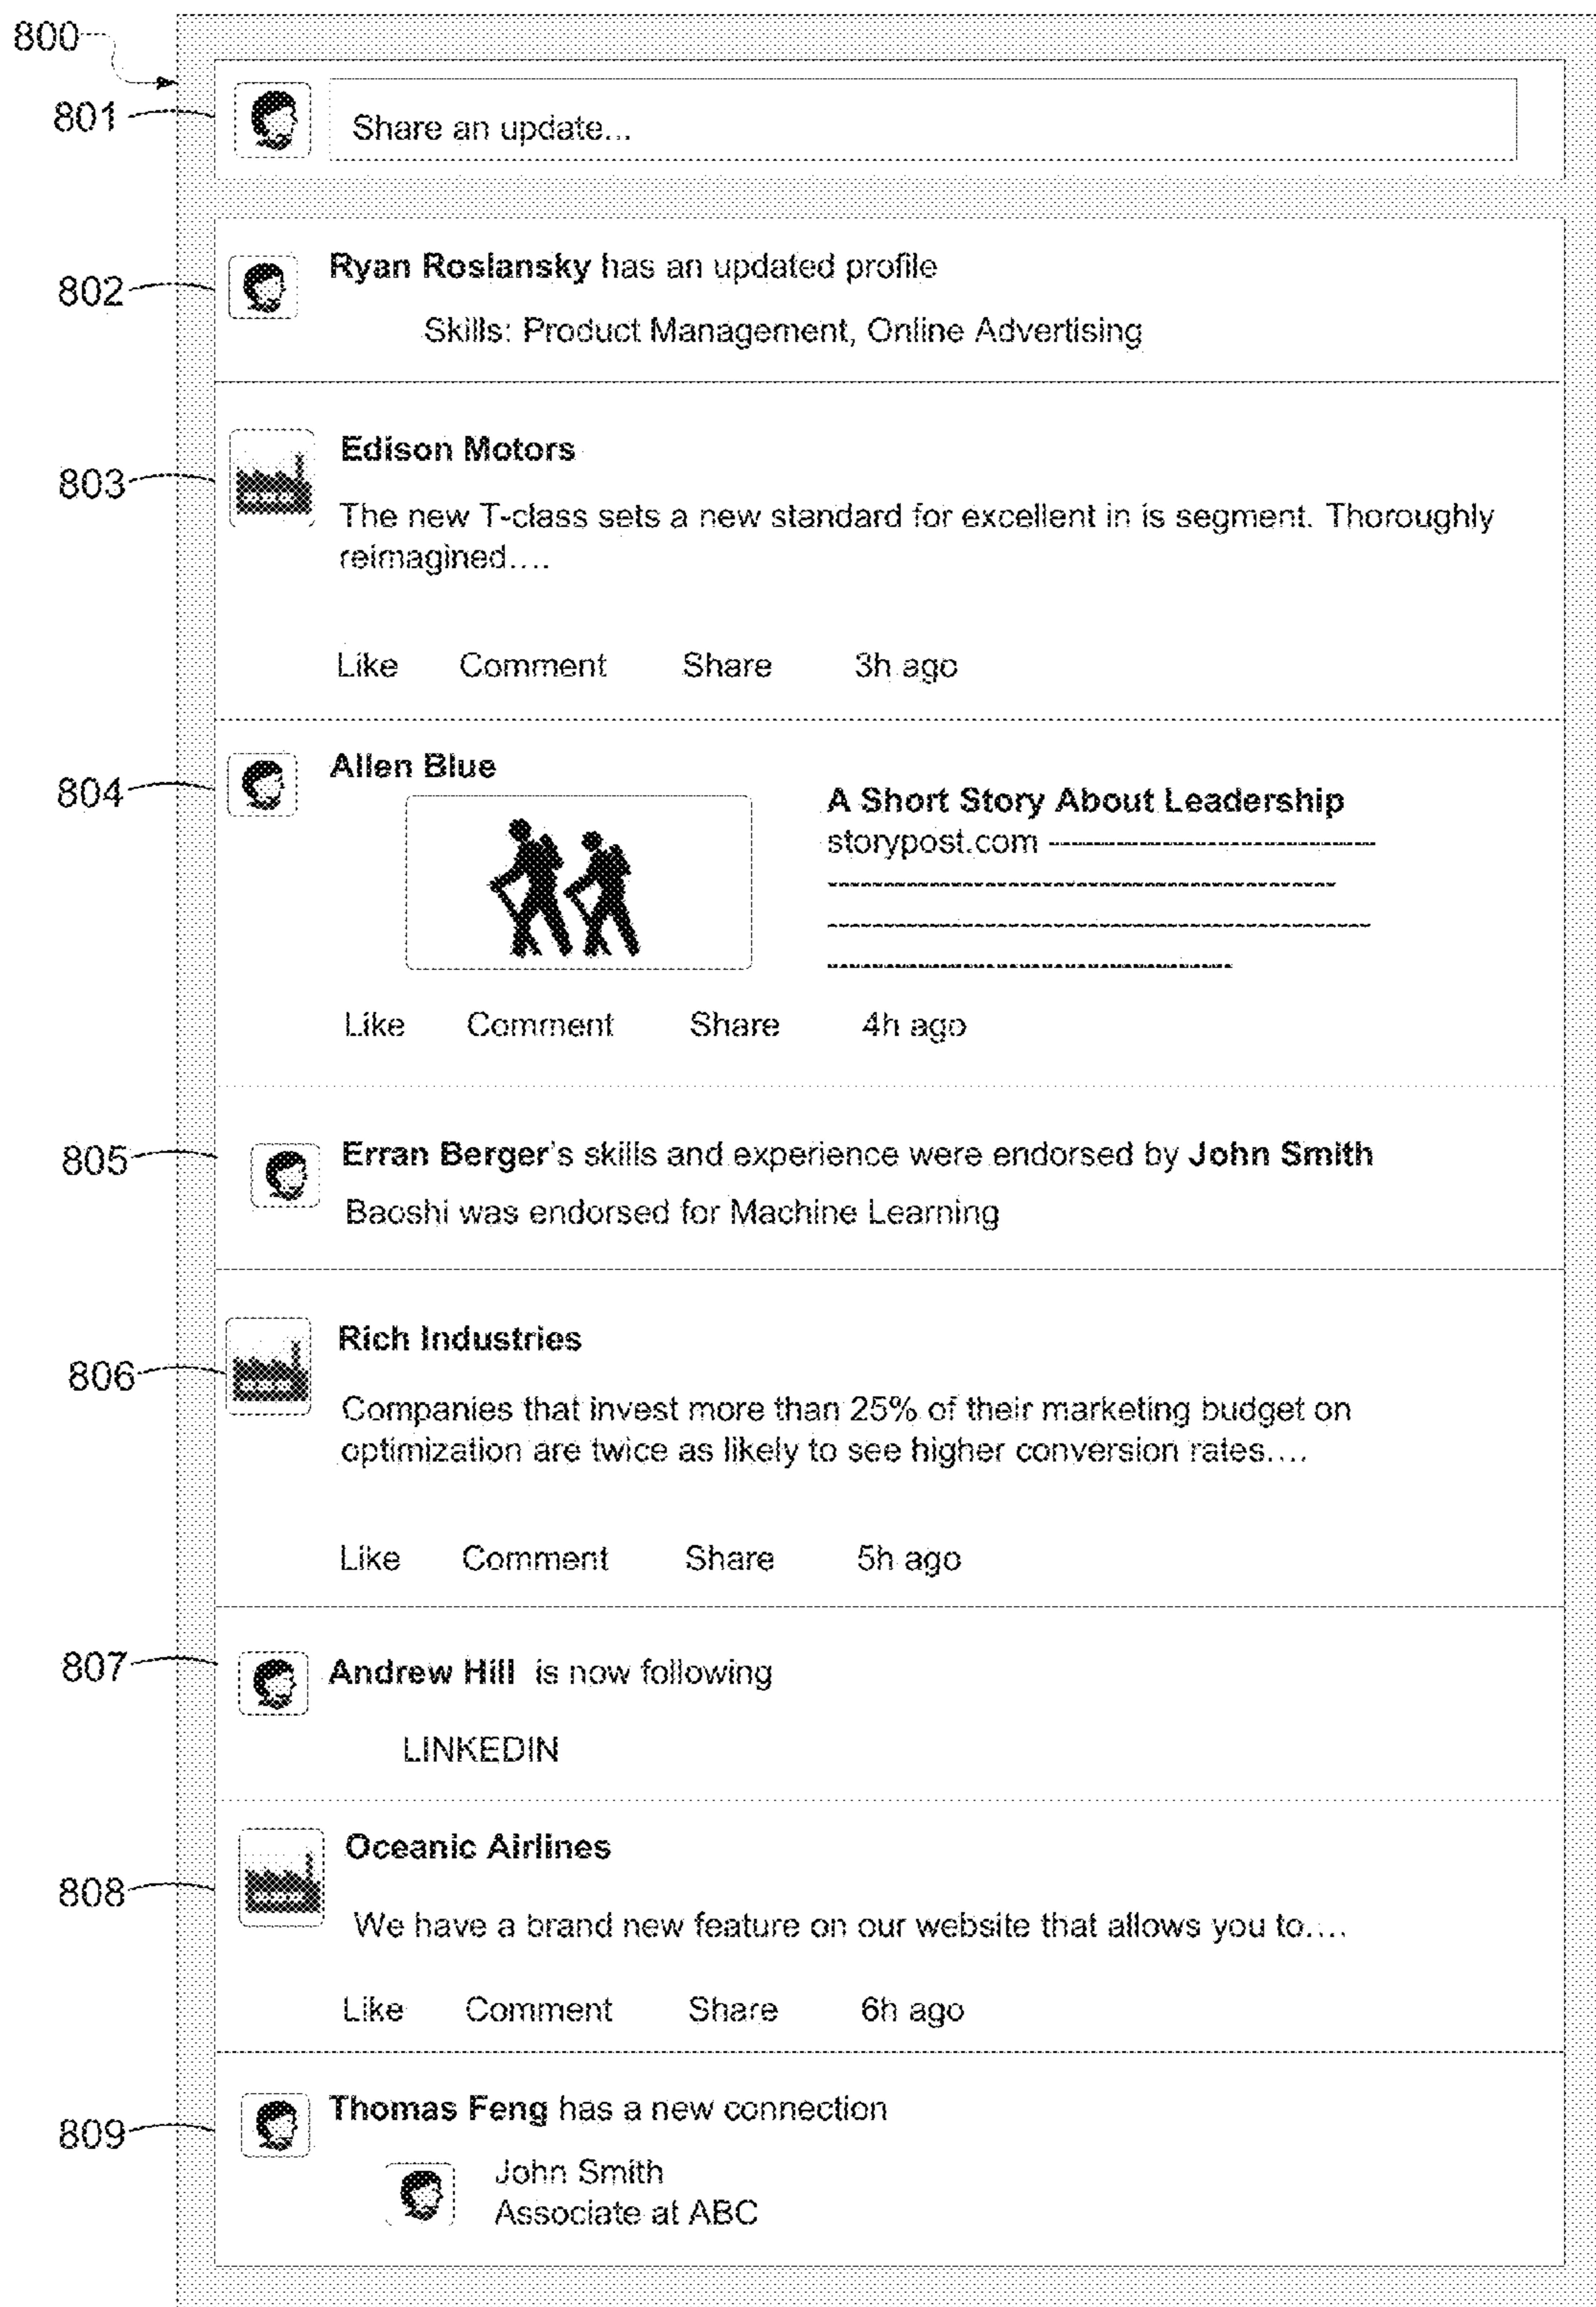 800
801
Share an update...
802
Ryan Roslansky has an updated profile
Skills: Product Management, Online Advertising
803
Edison Motors
The new T-class sets a new standard for excellent in is segment. Thoroughly
reimagined....
Like Comment Share 3h ago
804
Allen Blue
A Short Story About Leadership
storypost.com
Like Comment Share 4h ago
805
Erran Berger's skills and experience were endorsed by John Smith
Baoshi was endorsed for Machine Learning
806
Rich Industries
Companies that invest more than 25% of their marketing budget on
optimization are twice as likely to see higher conversion rates....
Like Comment Share 5h ago
807
Andrew Hill is now following
LINKEDIN
808
Oceanic Airlines
We have a brand new feature on our website that allows you to....
Like Comment Share 6h ago
809
Thomas Feng has a new connection
John Smith
Associate at ABC